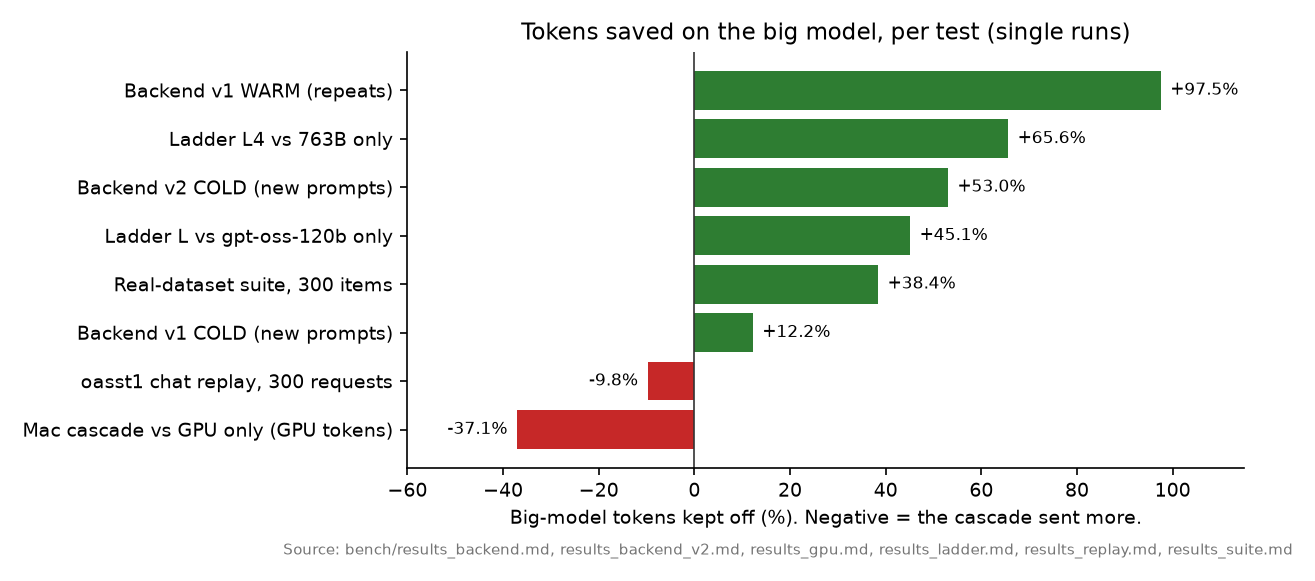 Tokens saved on the big model, per test (single runs)
Backend v1 WARM (repeats) +97.5%
Ladder L4 vs 763B only +65.6%
Backend v2 COLD (new prompts) +53.0%
Ladder L vs gpt-oss-120b only +45.1%
Real-dataset suite, 300 items +38.4%
Backend v1 COLD (new prompts) +12.2%
oasst1 chat replay, 300 requests -9.8%
Mac cascade vs GPU only (GPU tokens) -37.1%
−60 −40 −20 0 20 40 60 80 100
Big-model tokens kept off (%). Negative = the cascade sent more.
Source: bench/results_backend.md, results_backend_v2.md, results_gpu.md, results_ladder.md, results_replay.md, results_suite.md